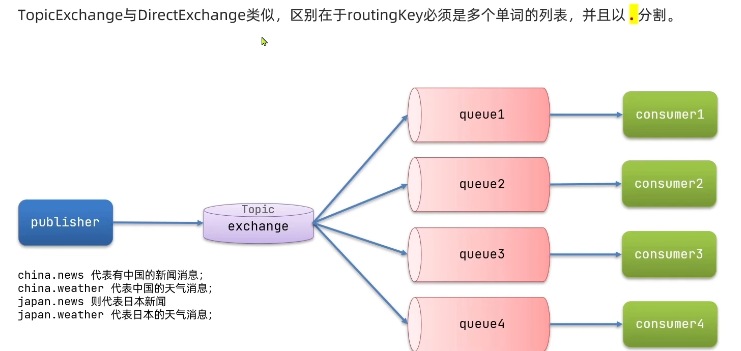 TopicExchange与DirectExchange类似，区别在于routingKey必须是多个单词的列表，并且以 . 分割。
queue1
consumer1
queue2
consumer2
publisher
Topic
exchange
queue3
consumer3
china.news 代表有中国的新闻消息；
china.weather 代表中国的天气消息；
japan.news 则代表日本新闻
japan.weather 代表日本的天气消息；
queue4
consumer4